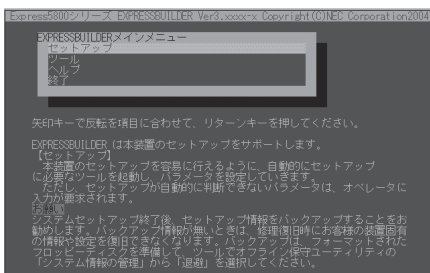 Express5800シリーズ EXPRESSBUILDER Ver3.xxxx-x Copyright(C)NEC Corporation2004
EXPRESSBUILDERメインメニュー
セットアップ
ツール
ヘルプ
終了
矢印キーで反転を項目に合わせて、リターンキーを押してください。
EXPRESSBUILDER は本装置のセットアップをサポートします。
【セットアップ】
本装置のセットアップを容易に行えるように、自動的にセットアップ
に必要なツールを起動し、パラメータを設定していきます。
ただし、セットアップが自動的に判断できないパラメータは、オペレータに
入力が要求されます。
システムセットアップ終了後、セットアップ情報をバックアップすることをお
勧めします。バックアップ情報が無いときは、修理復旧時にお客様の装置固有
の情報や設定を復旧できなくなります。バックアップは、フォーマットされた
フロッピーディスクを準備して、ツールでオフライン保守ユーティリティの
「システム情報の管理」から「退避」を選択してください。